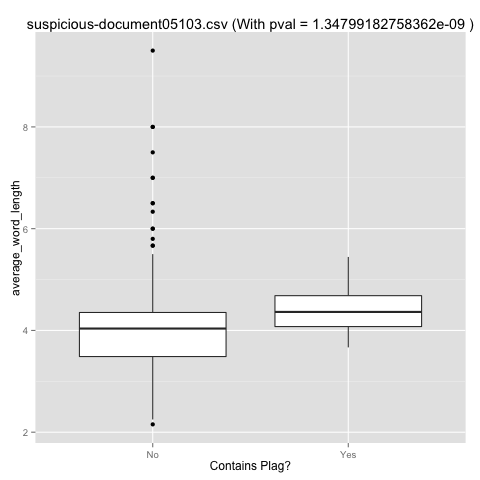 suspicious-document05103.csv (With pval = 1.34799182758362e-09 )
average_word_length
8
6
4
2
No Yes
Contains Plag?